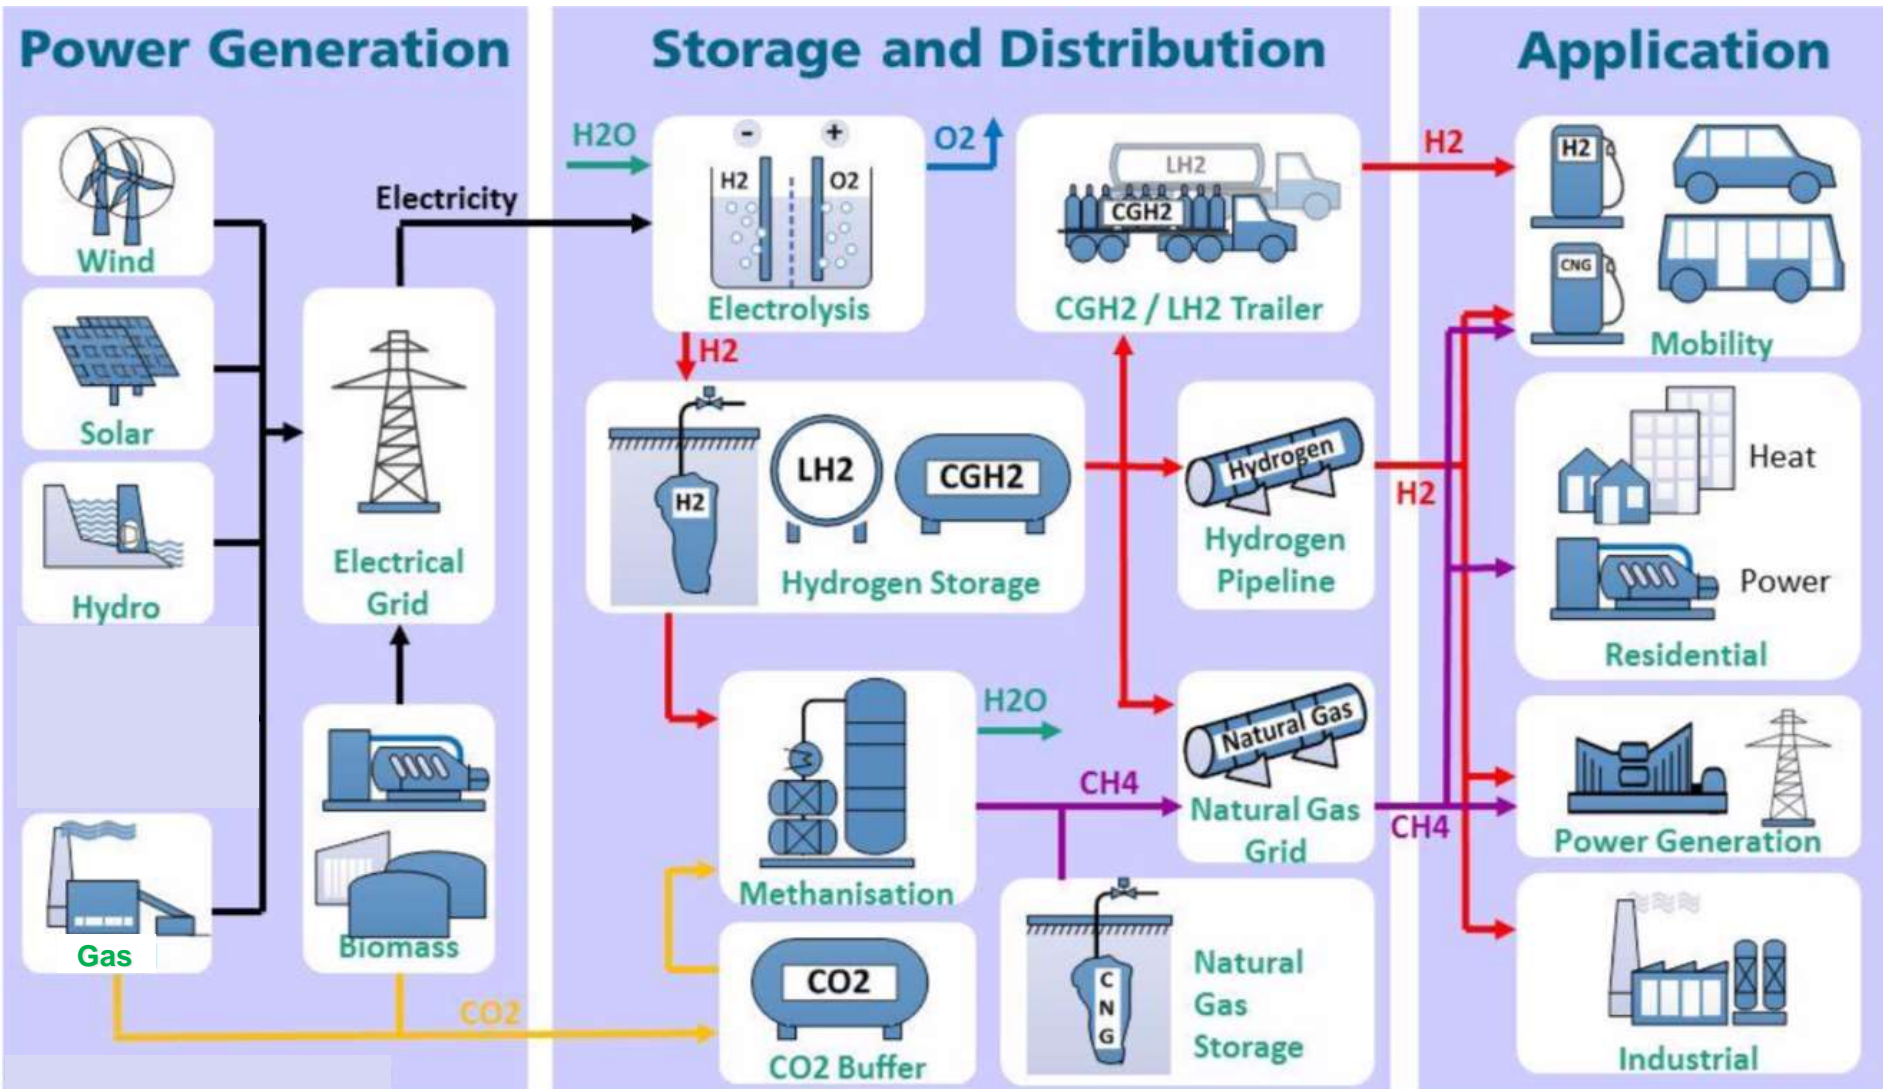 Power Generation
Storage and Distribution
Application
Wind
Solar
Hydro
Gas
Electricity
Electrical
Grid
Biomass
CO2
H2O
-
+
H2
O2
Electrolysis
O2
LH2
CGH2
CGH2 / LH2 Trailer
H2
H2
H2
LH2
CGH2
Hydrogen Storage
Hydrogen
Hydrogen
Pipeline
H2
Methanisation
H2O
CH4
Natural Gas
Natural Gas
Grid
CH4
CO2
CO2 Buffer
C
N
G
Natural
Gas
Storage
H2
CNG
Mobility
Heat
Power
Residential
Power Generation
Industrial